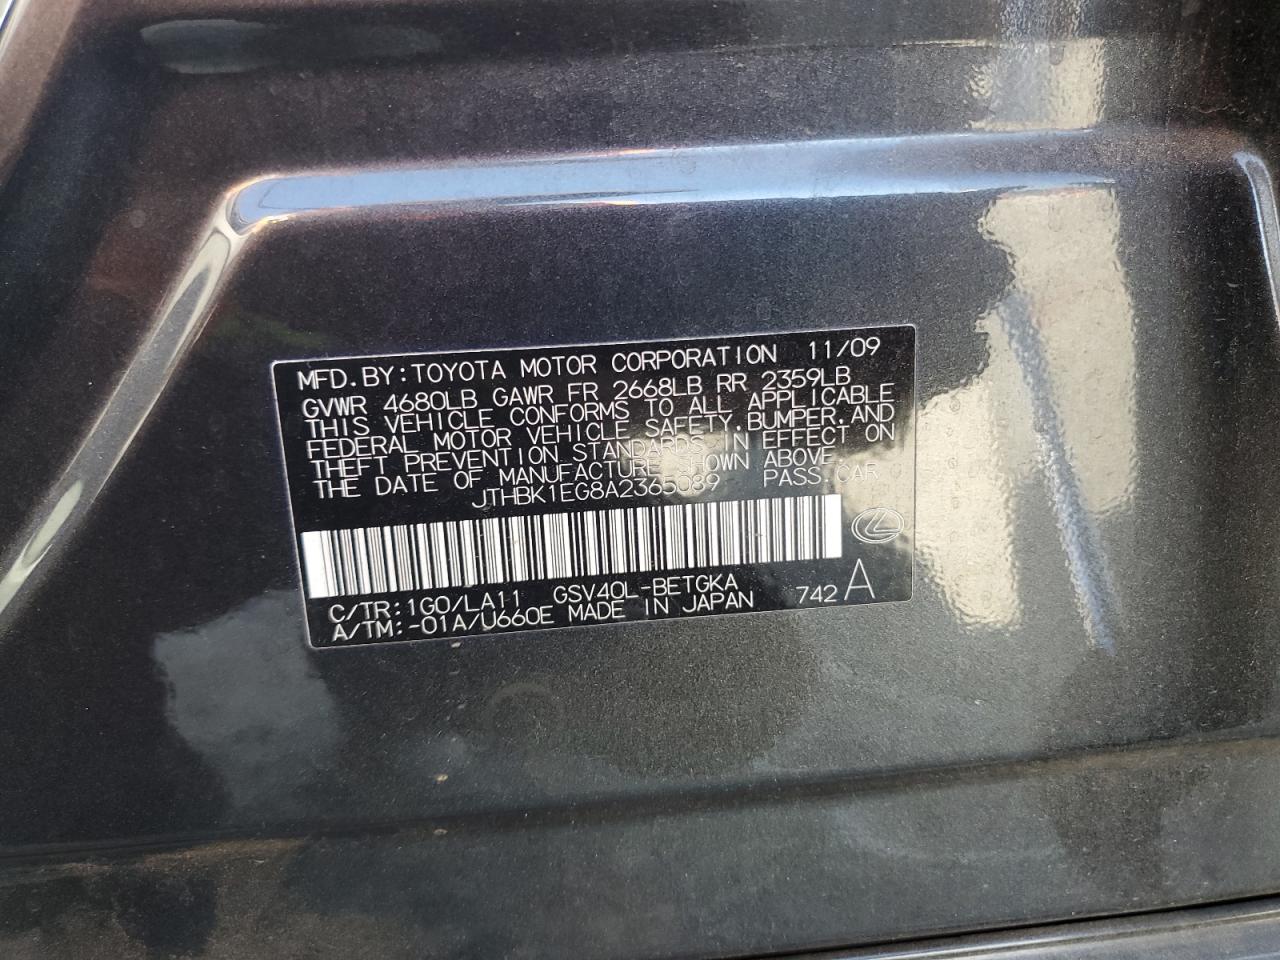 MFD.BY:TOYOTA MOTOR CORPORATION 11/09
GVWR 4680LB GAWR FR 2668LB RR 2359LB
THIS VEHICLE CONFORMS TO ALL APPLICABLE
FEDERAL MOTOR VEHICLE SAFETY,BUMPER,AND
THEFT PREVENTION STANDARDS IN EFFECT ON
THE DATE OF MANUFACTURE SHOWN ABOVE.
JTHBK1EG8A2365089 PASS.CAR
C/TR:1G0/LA11 GSV40L-BETGKA 742 A
A/TM:-01A/U660E MADE IN JAPAN